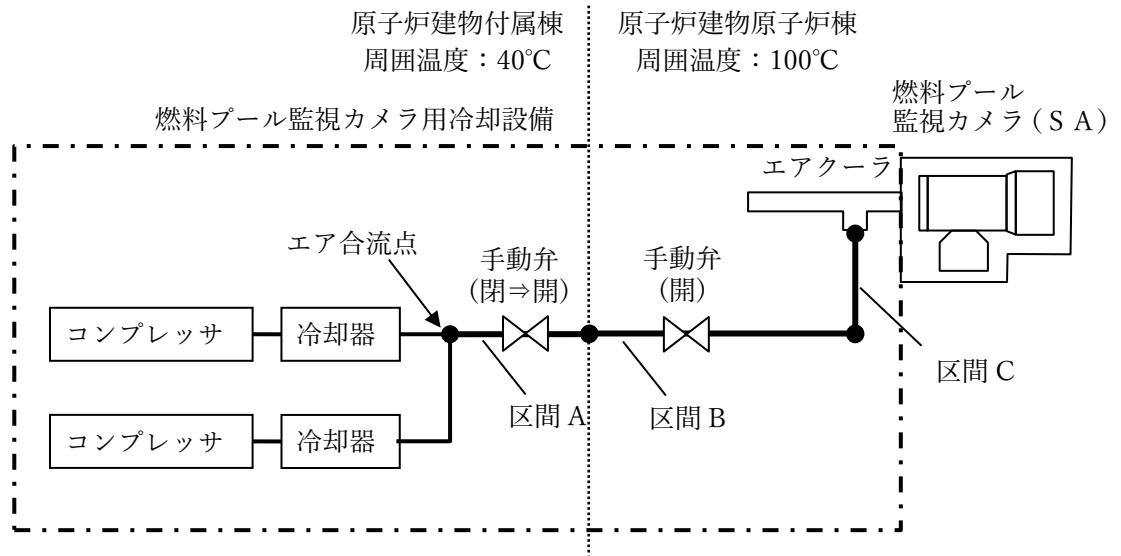 原子炉建物付属棟
周囲温度：40℃
原子炉建物原子炉棟
周囲温度：100℃
燃料プール
監視カメラ(ＳＡ)
燃料プール監視カメラ用冷却設備
エアクーラ
エア合流点
手動弁
(閉⇒開)
手動弁
(開)
コンプレッサ
冷却器
区間 C
区間 A
区間 B
コンプレッサ
冷却器